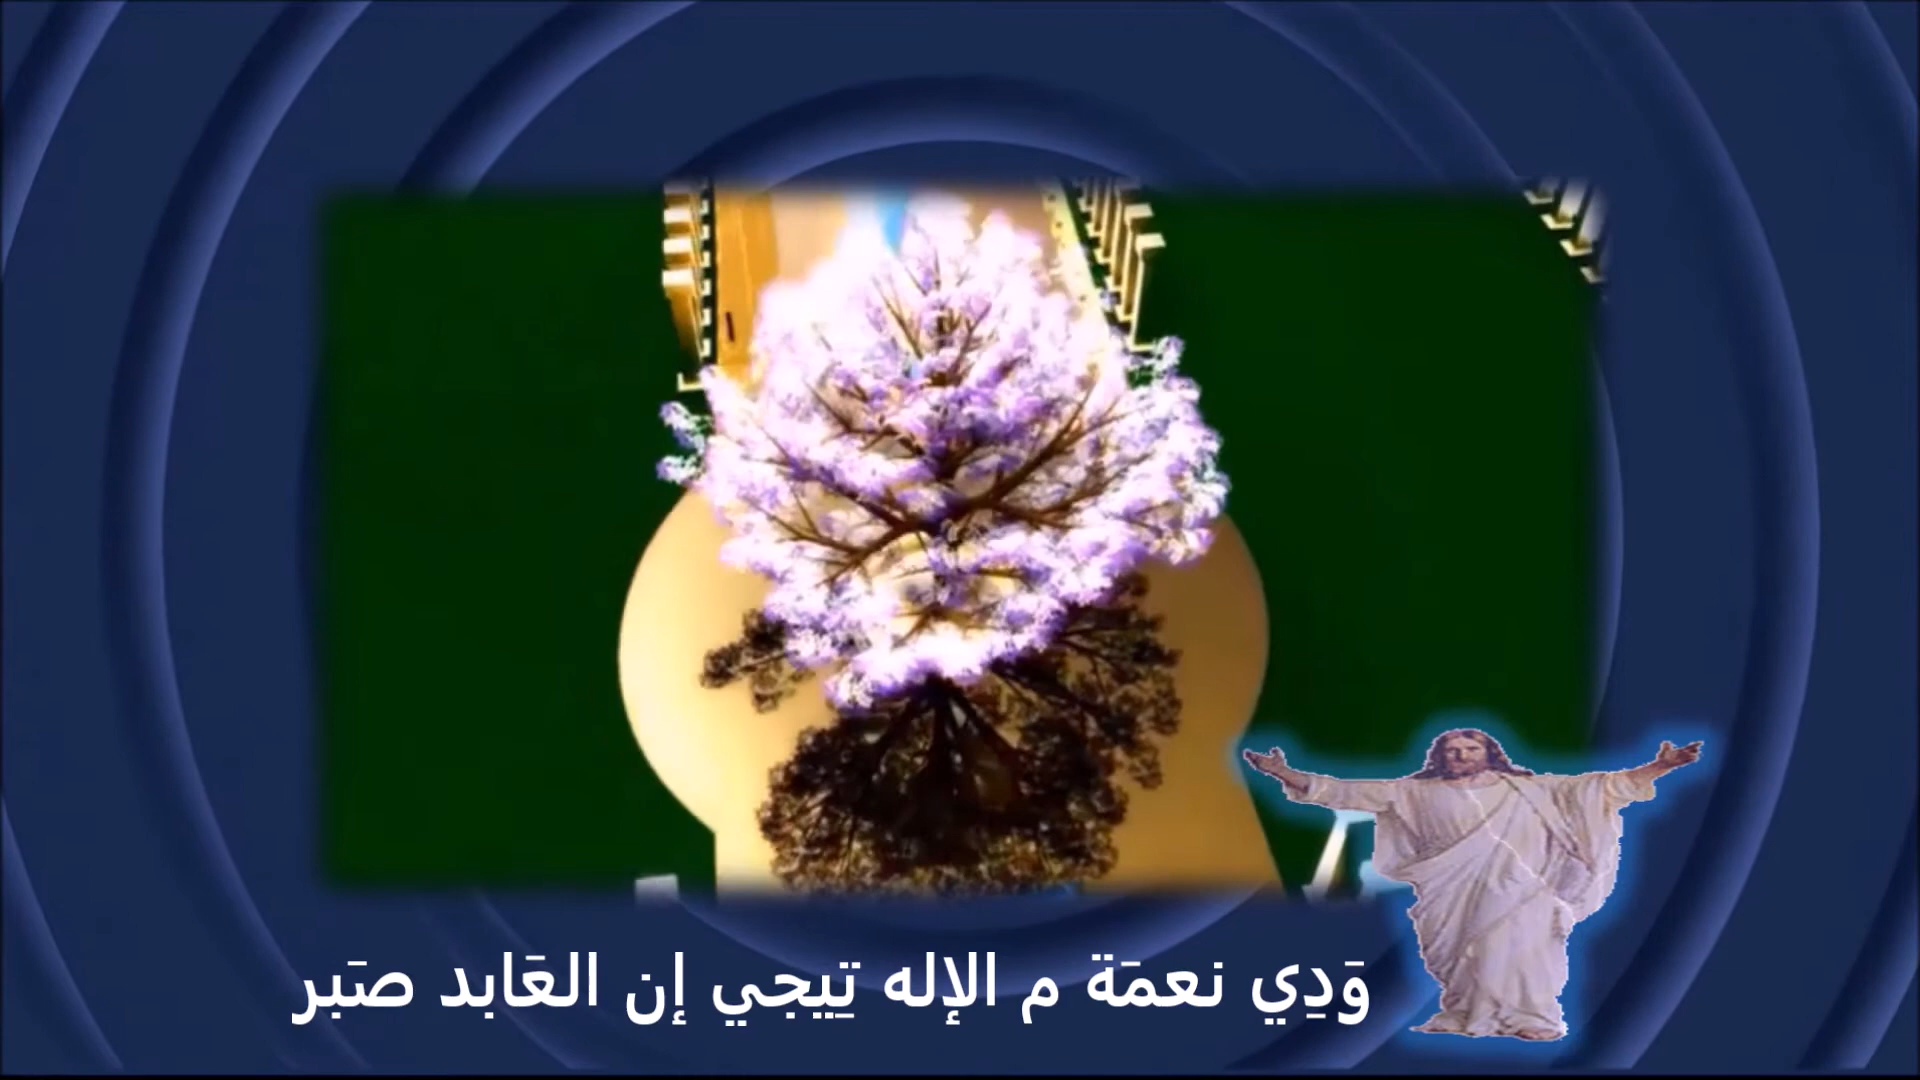 وَدِي نعمَة م الإله تِيجي إن العَابد صَبر